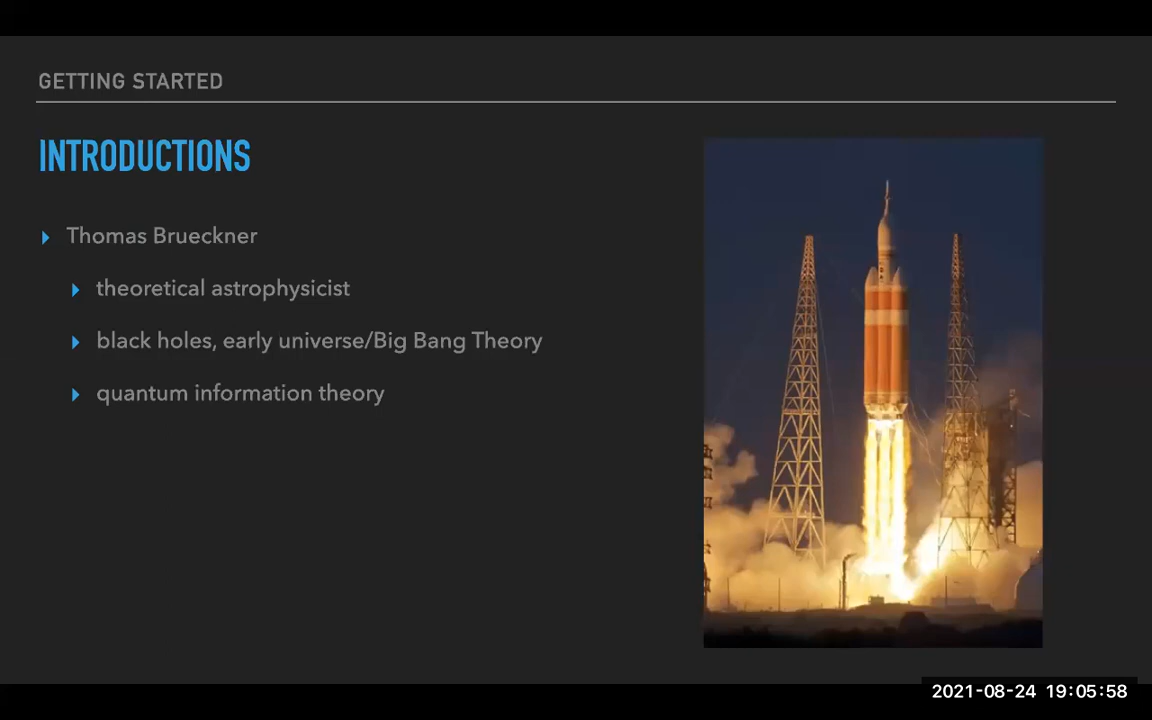 GETTING STARTED
INTRODUCTIONS
Thomas Brueckner
theoretical astrophysicist
black holes, early universe/Big Bang Theory
quantum information theory
2021-08-24 19:05:58